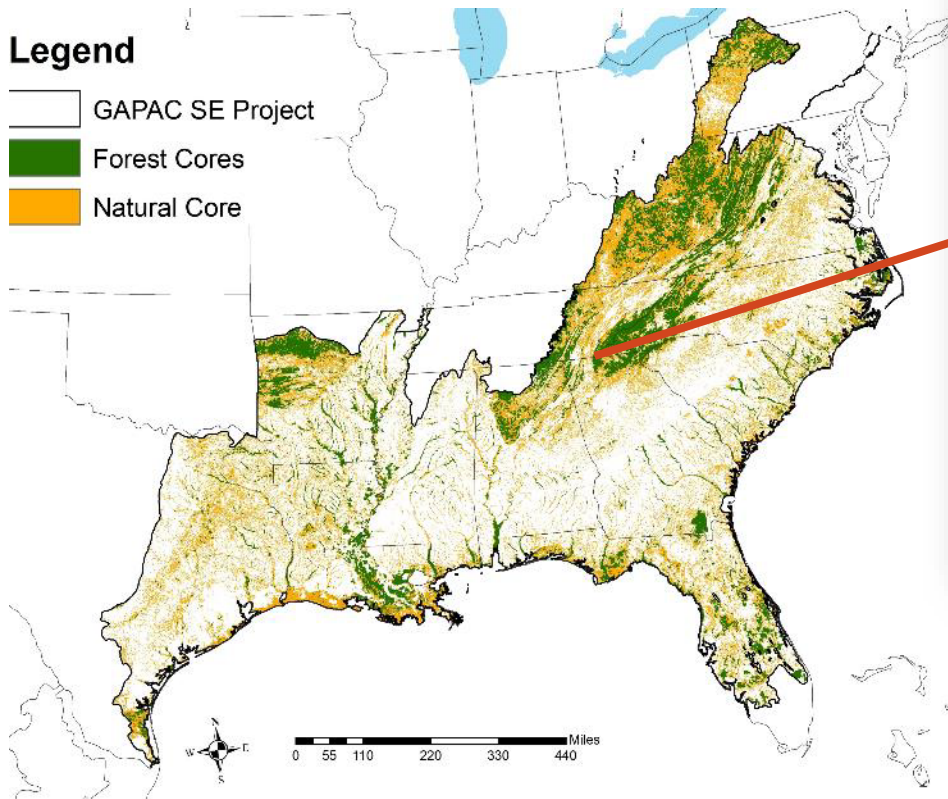 Legend
GAPAC SE Project
Forest Cores
Natural Core
N
W E
S
Miles
0 55 110 220 330 440